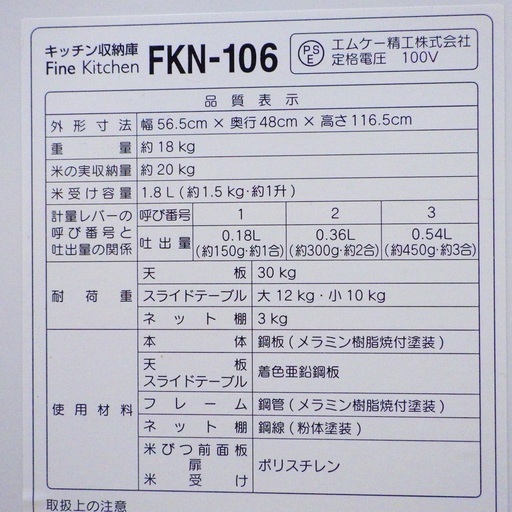 キッチン収納庫
Fine Kitchen FKN-106
PSE
エムケー精工株式会社
定格電圧 100V
品質表示
外形寸法 幅56.5cm×奥行48cm×高さ116.5cm
重量 約18kg
米の実収納量 約20kg
米受け容量 1.8L(約1.5kg·約1升)
計量レバーの呼び番号と吐出量の関係 呼び番号 1 2 3
吐出量 0.18L (約150g·約1合) 0.36L (約300g·約2合) 0.54L (約450g·約3合)
耐荷重 天板 30kg
スライドテーブル 大12kg·小10kg
ネット棚 3kg
使用材料 本体 鋼板(メラミン樹脂焼付塗装)
天板 スライドテーブル 着色亜鉛鋼板
フレーム 鋼管(メラミン樹脂焼付塗装)
ネット棚 鋼線(粉体塗装)
米びつ前面板 扉 米受け ポリスチレン
取扱上の注意